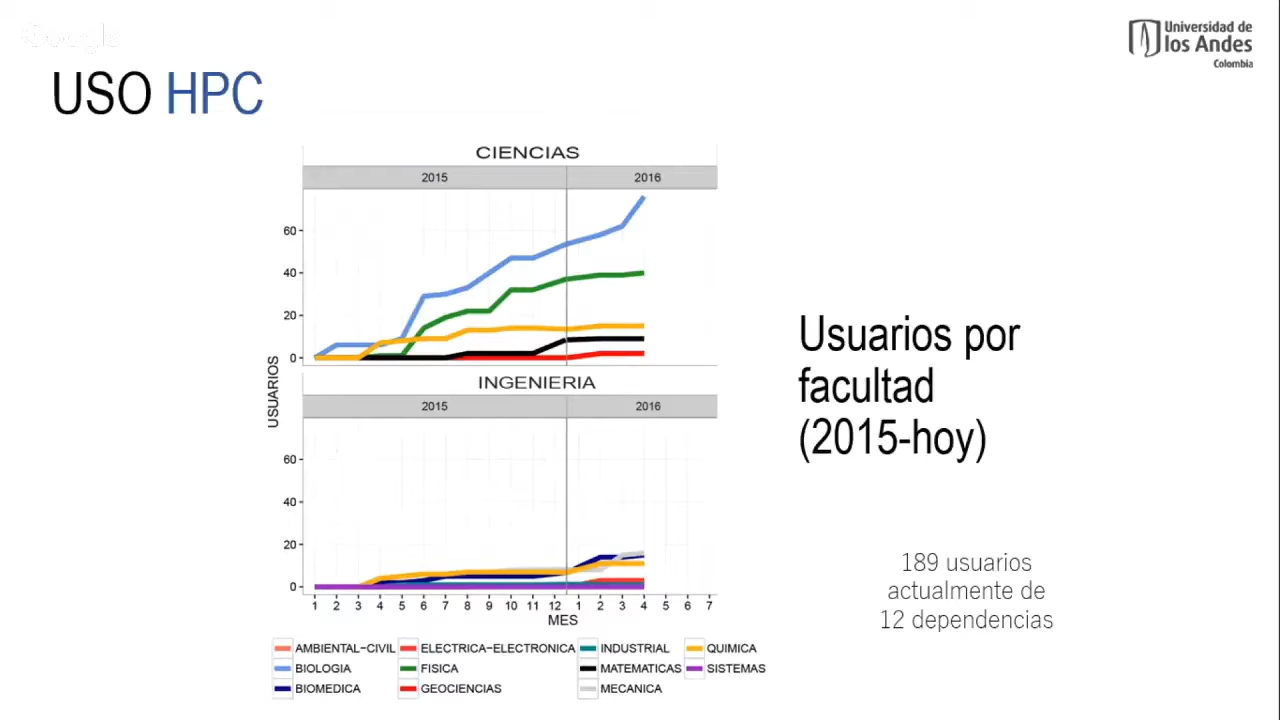 Google
Universidad de
los Andes
Colombia
USO HPC
CIENCIAS
2015 2016
60
40
20
0
USUARIOS
INGENIERIA
2015 2016
60
40
20
0
1 2 3 4 5 6 7 8 9 10 11 12 1 2 3 4 5 6 7
MES
AMBIENTAL-CIVIL ELECTRICA-ELECTRONICA INDUSTRIAL QUIMICA
BIOLOGIA FISICA MATEMATICAS SISTEMAS
BIOMEDICA GEOCIENCIAS MECANICA
Usuarios por
facultad
(2015-hoy)
189 usuarios
actualmente de
12 dependencias